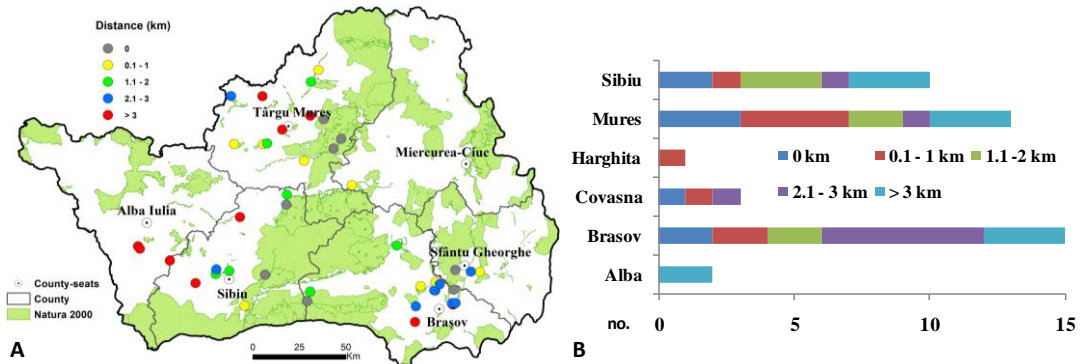 Distance (km)
0
0.1 - 1
1.1 - 2
2.1 - 3
> 3
Târgu Mureș
Miercurea-Ciuc
Alba Iulia
Sfântu Gheorghe
Sibiu
Brașov
County-seats
County
Natura 2000
0 25 50
Km
A
Sibiu
Mures
Harghita
0 km 0.1 - 1 km 1.1 -2 km
Covasna
2.1 - 3 km > 3 km
Brasov
Alba
no. 0 5 10 15
B